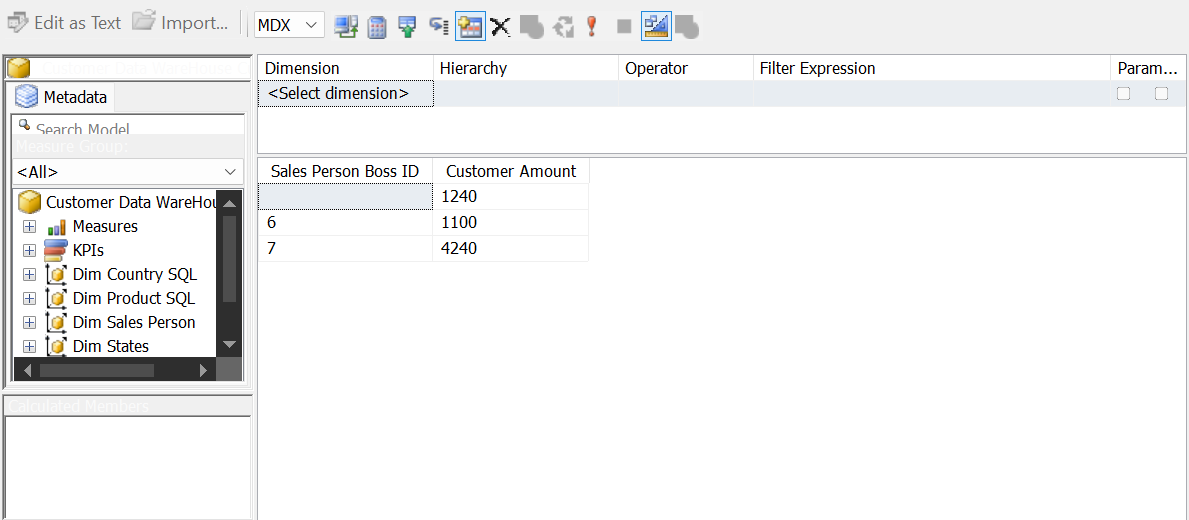 Edit as Text Import... MDX
Metadata
Search Model
Measure Group:
<All>
Customer Data WareHou
Measures
KPIs
Dim Country SQL
Dim Product SQL
Dim Sales Person
Dim States
Calculated Members
Dimension Hierarchy Operator Filter Expression Param...
<Select dimension>
Sales Person Boss ID Customer Amount
1240
6 1100
7 4240